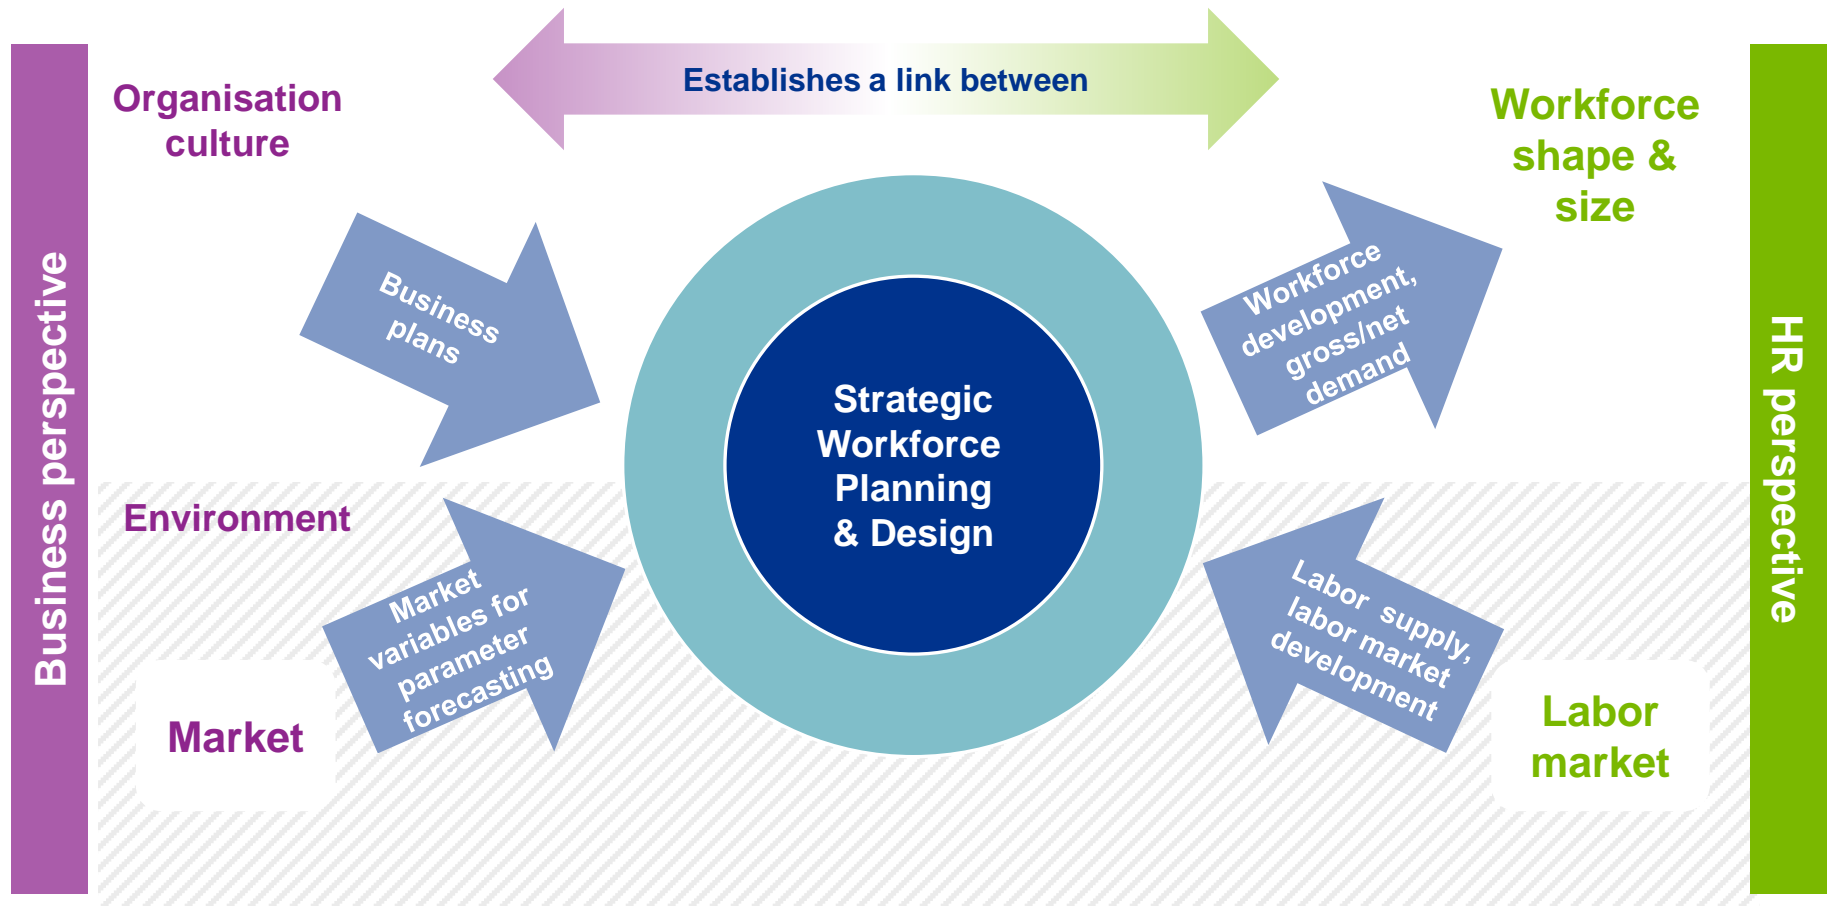 Establishes a link between
Organisation
culture
Workforce
shape &
size
Business perspective
Business
plans
Workforce
development,
gross/net
demand
HR perspective
Strategic
Workforce
Planning
& Design
Environment
Market
variables for
parameter
forecasting
Labor supply,
labor market
development
Market
Labor
market